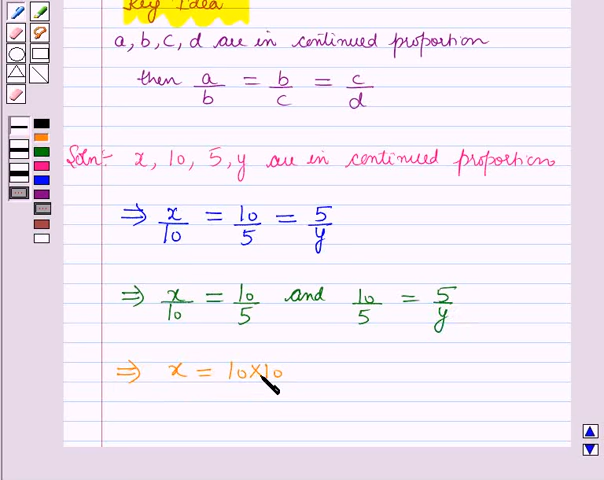 Key Idea
a, b, c, d are in continued proportion
then a/b = b/c = c/d
Soln:- x, 10, 5, y are in continued proportion
⇒ x/10 = 10/5 = 5/y
⇒ x/10 = 10/5 and 10/5 = 5/y
⇒ x = 10×10